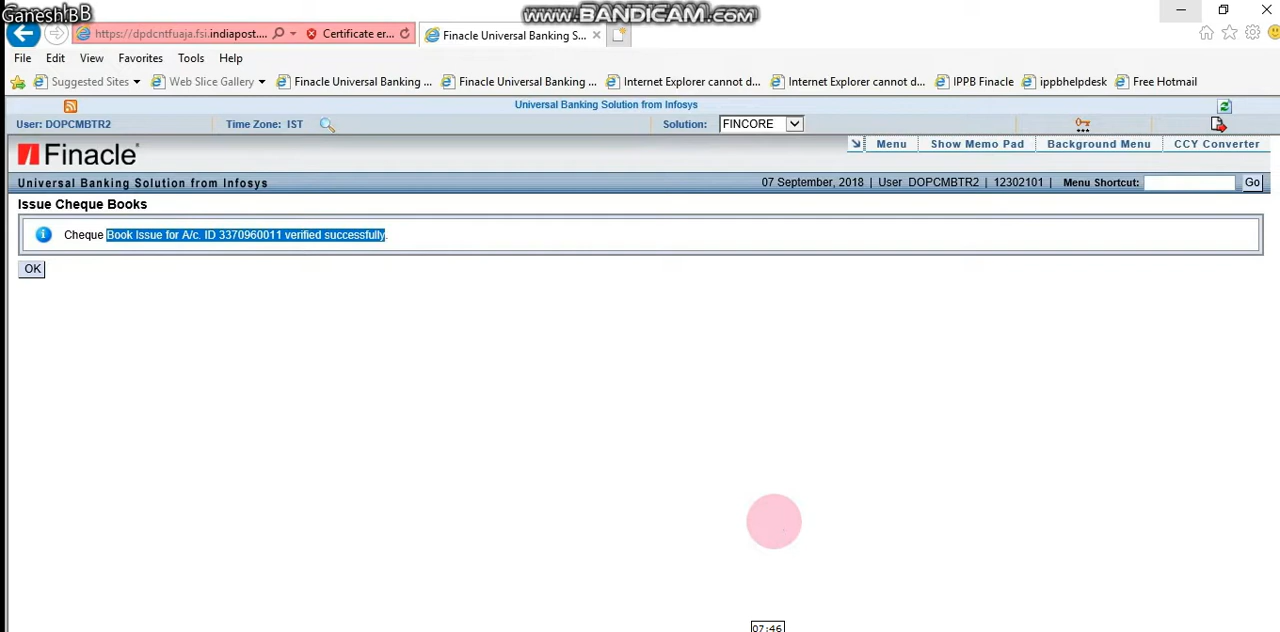 Ganesh BB
www.BANDICAM.com
https://dpdcntfuaja.fsi.indiapost.... Certificate er... Finacle Universal Banking S...
File Edit View Favorites Tools Help
Suggested Sites Web Slice Gallery Finacle Universal Banking ... Finacle Universal Banking ... Internet Explorer cannot d... Internet Explorer cannot d... IPPB Finacle ippbhelpdesk Free Hotmail
Universal Banking Solution from Infosys
User: DOPCMBTR2 Time Zone: IST Solution: FINCORE
Finacle Menu Show Memo Pad Background Menu CCY Converter
Universal Banking Solution from Infosys 07 September, 2018 | User DOPCMBTR2 | 12302101 | Menu Shortcut: Go
Issue Cheque Books
Cheque Book Issue for A/c. ID 3370960011 verified successfully.
OK
07:46